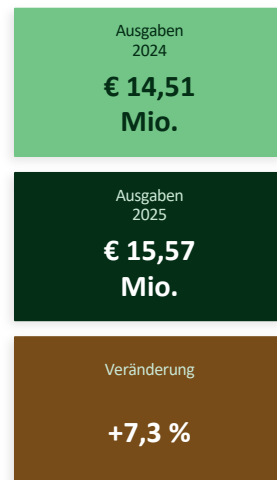 Ausgaben
2024
€ 14,51
Mio.
Ausgaben
2025
€ 15,57
Mio.
Veränderung
+7,3 %